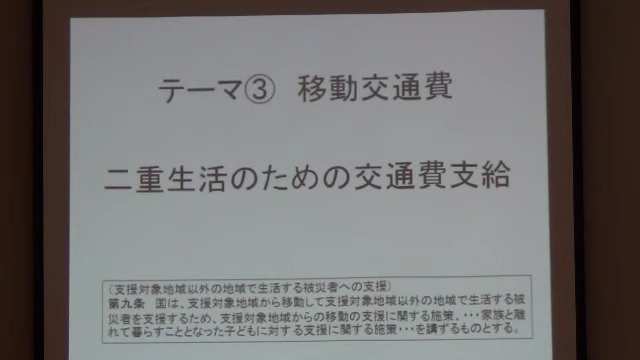 テーマ③　移動交通費
二重生活のための交通費支給
（支援対象地域以外の地域で生活する被災者への支援）
第九条　国は、支援対象地域から移動して支援対象地域以外の地域で生活する被
災者を支援するため、支援対象地域からの移動の支援に関する施策、・・・家族と離
れて暮らすこととなった子どもに対する支援に関する施策・・・を講ずるものとする。